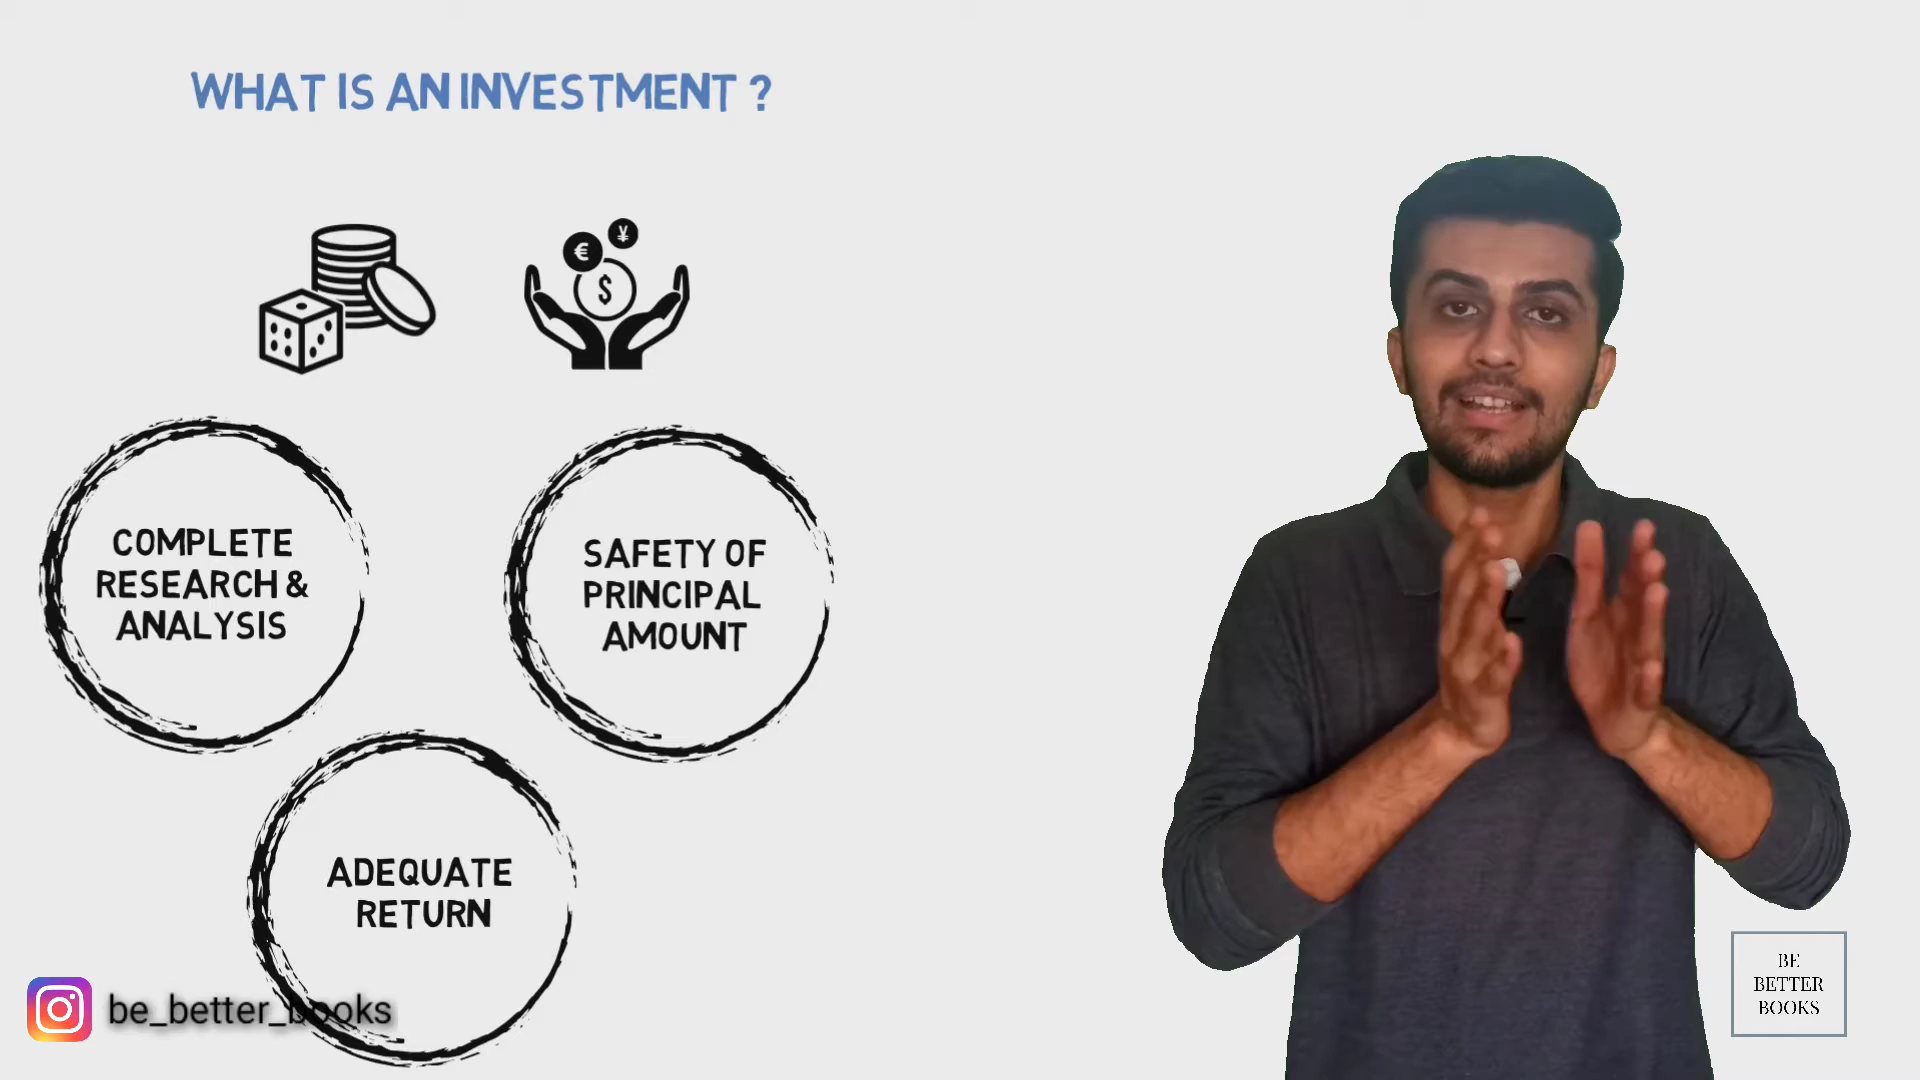 WHAT IS AN INVESTMENT ?
€
¥
$
COMPLETE
RESEARCH &
ANALYSIS
SAFETY OF
PRINCIPAL
AMOUNT
ADEQUATE
RETURN
be_better_books
BE
BETTER
BOOKS